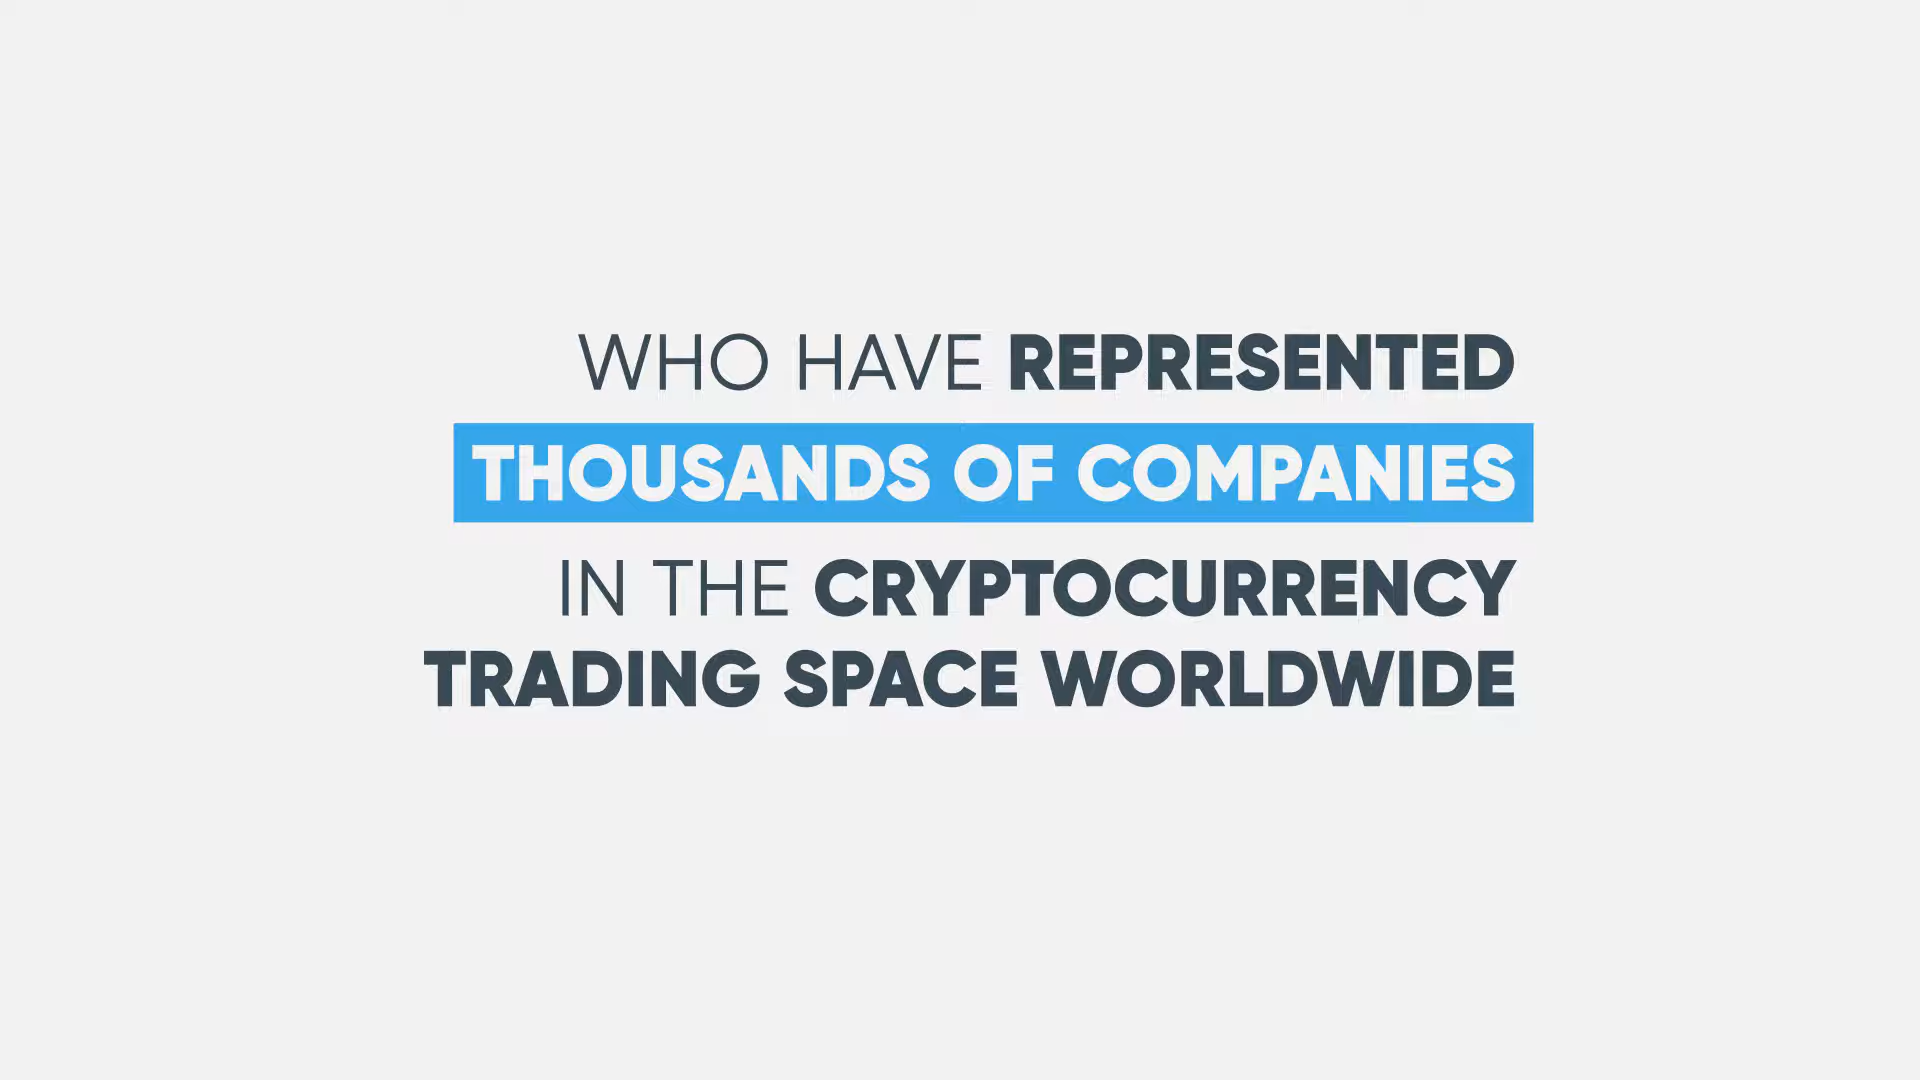 WHO HAVE REPRESENTED
THOUSANDS OF COMPANIES
IN THE CRYPTOCURRENCY
TRADING SPACE WORLDWIDE